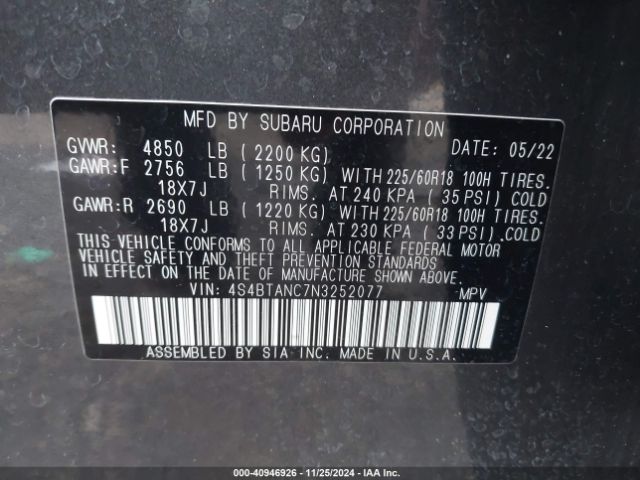 MFD BY SUBARU CORPORATION
GVWR: 4850 LB (2200 KG) DATE: 05/22
GAWR:F 2756 LB (1250 KG) WITH 225/60R18 100H TIRES.
18X7J RIMS. AT 240 KPA (35 PSI) COLD
GAWR:R 2690 LB (1220 KG) WITH 225/60R18 100H TIRES.
18X7J RIMS. AT 230 KPA (33 PSI).COLD
THIS VEHICLE CONFORMS TO ALL APPLICABLE FEDERAL MOTOR
VEHICLE SAFETY AND THEFT PREVENTION STANDARDS
IN EFFECT ON THE DATE OF MANUFACTURE SHOWN ABOVE.
VIN: 4S4BTANC7N3252077 MPV
ASSEMBLED BY SIA INC. MADE IN U.S.A.
000-40946926 - 11/25/2024 - IAA Inc.